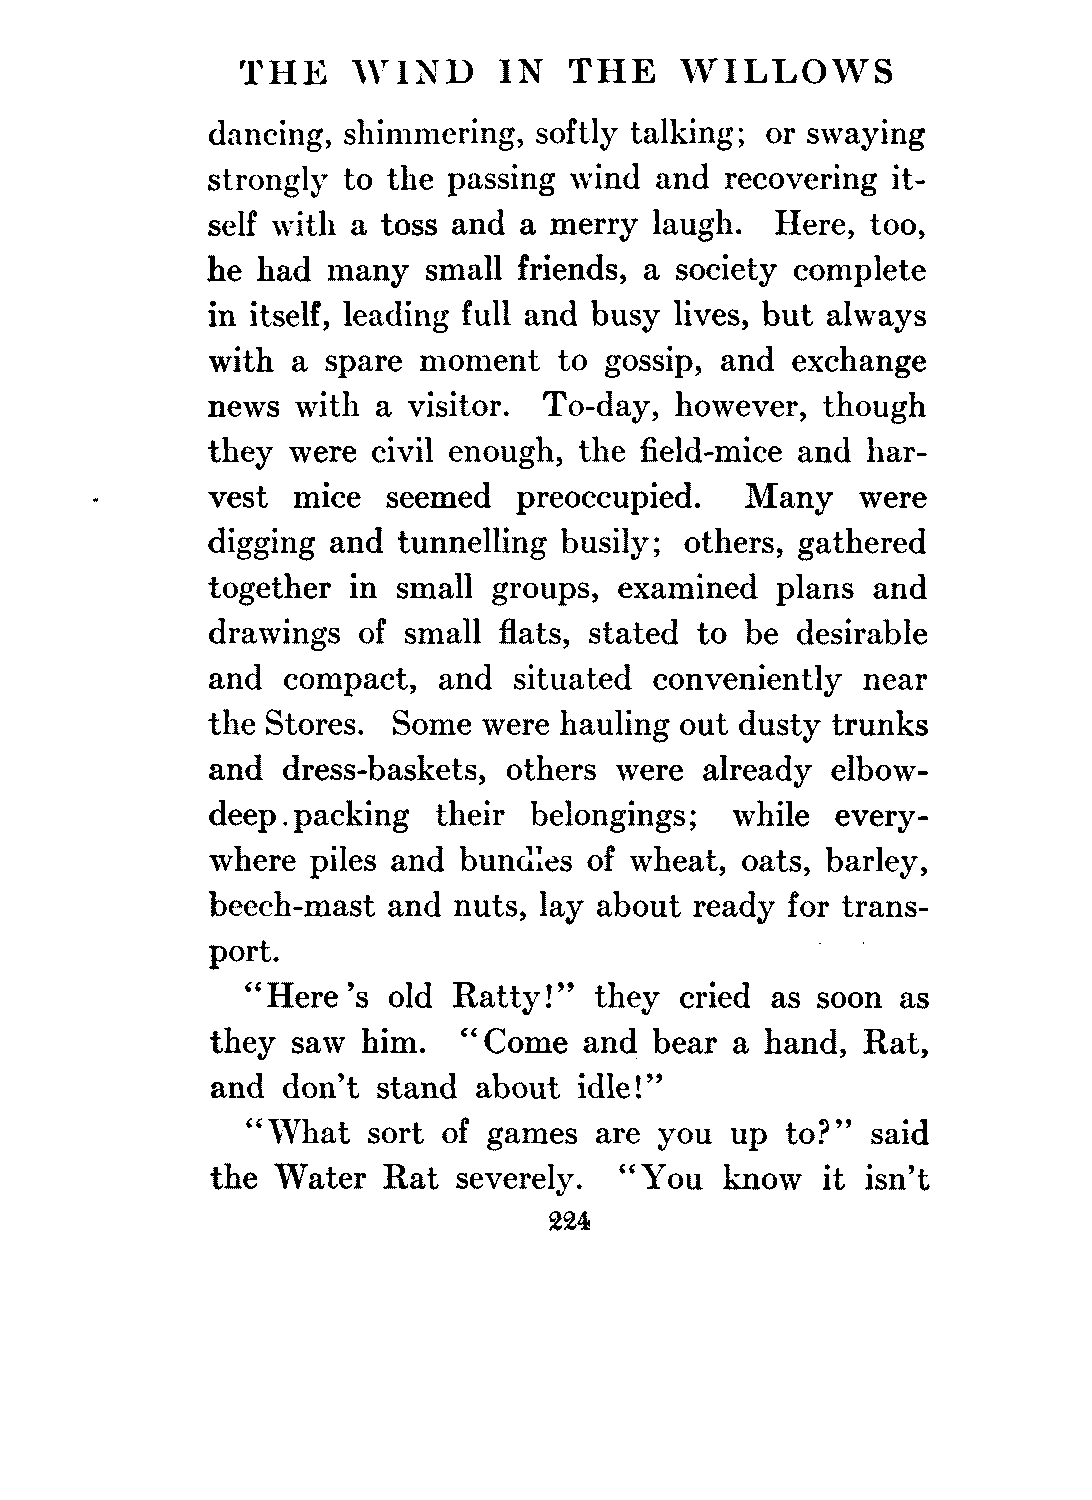 THE WIND IN THE WILLOWS
dancing, shimmering, softly talking; or swaying
strongly to the passing wind and recovering it-
self with a toss and a merry laugh. Here, too,
he had many small friends, a society complete
in itself, leading full and busy lives, but always
with a spare moment to gossip, and exchange
news with a visitor. To-day, however, though
they were civil enough, the field-mice and har-
vest mice seemed preoccupied. Many were
digging and tunnelling busily; others, gathered
together in small groups, examined plans and
drawings of small flats, stated to be desirable
and compact, and situated conveniently near
the Stores. Some were hauling out dusty trunks
and dress-baskets, others were already elbow-
deep packing their belongings; while every-
where piles and bundles of wheat, oats, barley,
beech-mast and nuts, lay about ready for trans-
port.
"Here's old Ratty!" they cried as soon as
they saw him. "Come and bear a hand, Rat,
and don't stand about idle!"
"What sort of games are you up to?" said
the Water Rat severely. "You know it isn't
224